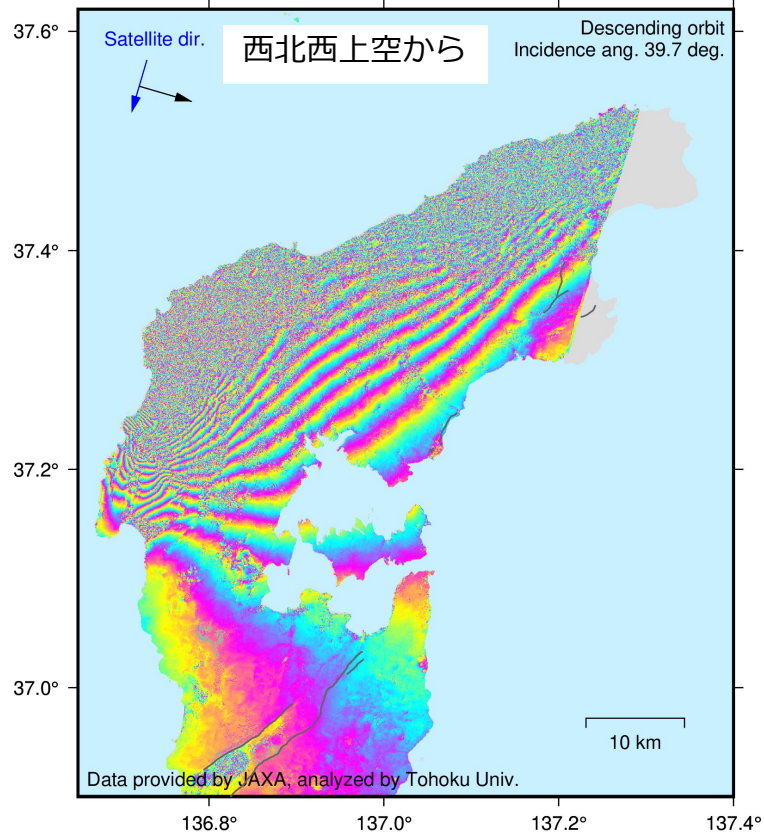 37.6°
Satellite dir.
西北西上空から
Descending orbit
Incidence ang. 39.7 deg.
37.4°
37.2°
37.0°
10 km
Data provided by JAXA, analyzed by Tohoku Univ.
136.8°
137.0°
137.2°
137.4°